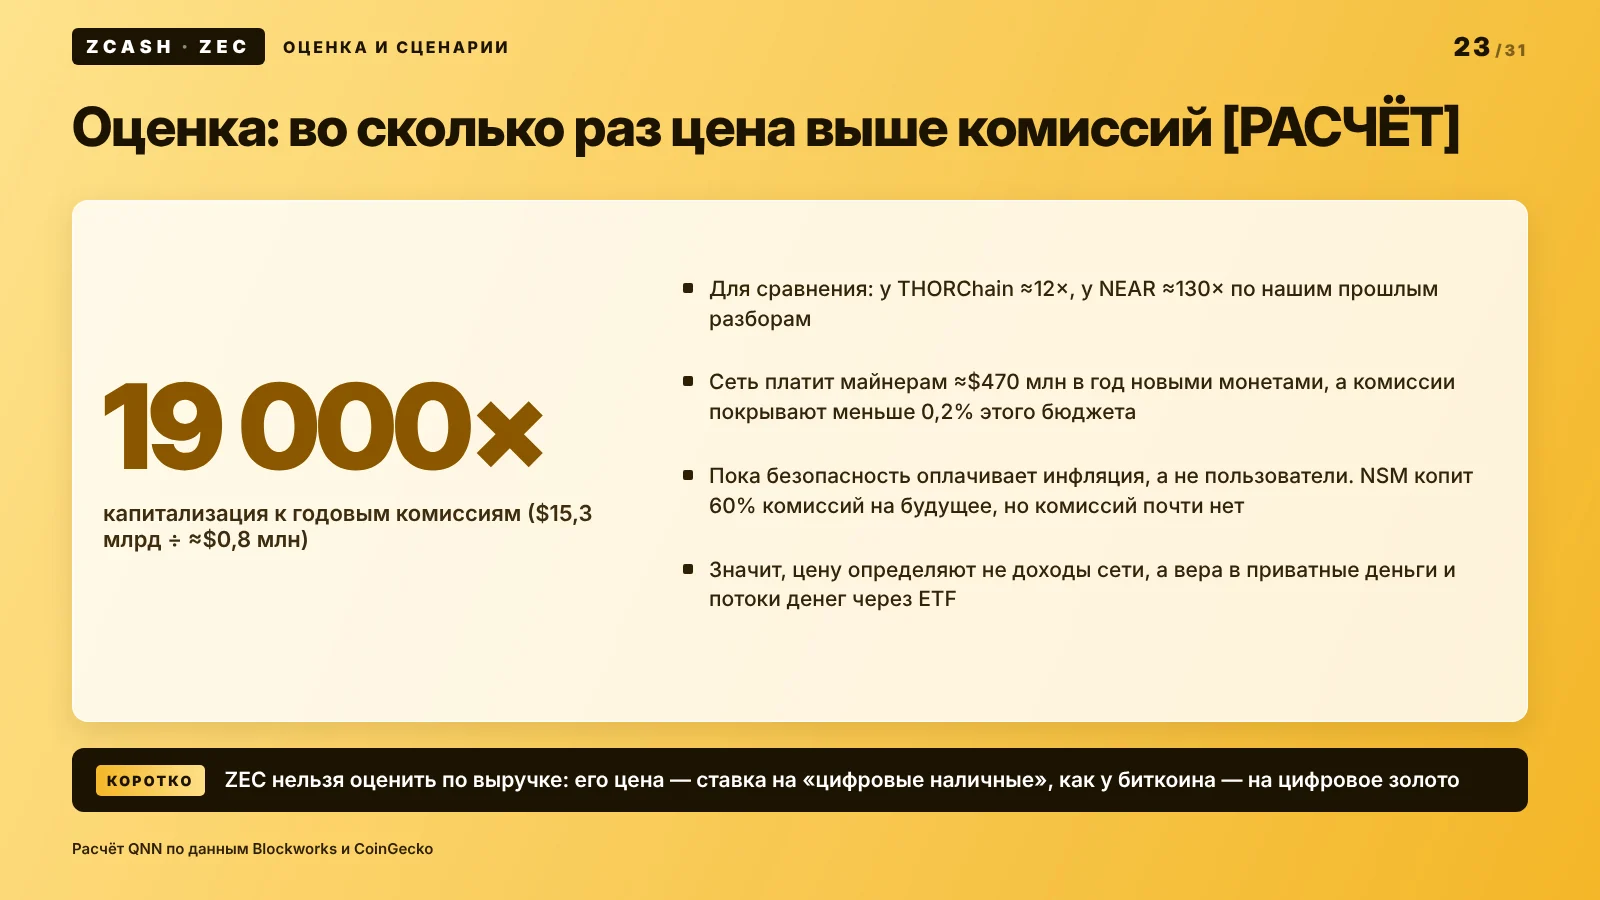 ZCASH · ZEC ОЦЕНКА И СЦЕНАРИИ
23 /31
Оценка: во сколько раз цена выше комиссий [РАСЧЁТ]
19 000×
капитализация к годовым комиссиям ($15,3
млрд ÷ ≈$0,8 млн)
Для сравнения: у THORChain ≈12×, у NEAR ≈130× по нашим прошлым
разборам
Сеть платит майнерам ≈$470 млн в год новыми монетами, а комиссии
покрывают меньше 0,2% этого бюджета
Пока безопасность оплачивает инфляция, а не пользователи. NSM копит
60% комиссий на будущее, но комиссий почти нет
Значит, цену определяют не доходы сети, а вера в приватные деньги и
потоки денег через ETF
КОРОТКО ZEC нельзя оценить по выручке: его цена — ставка на «цифровые наличные», как у биткоина — на цифровое золото
Расчёт QNN по данным Blockworks и CoinGecko